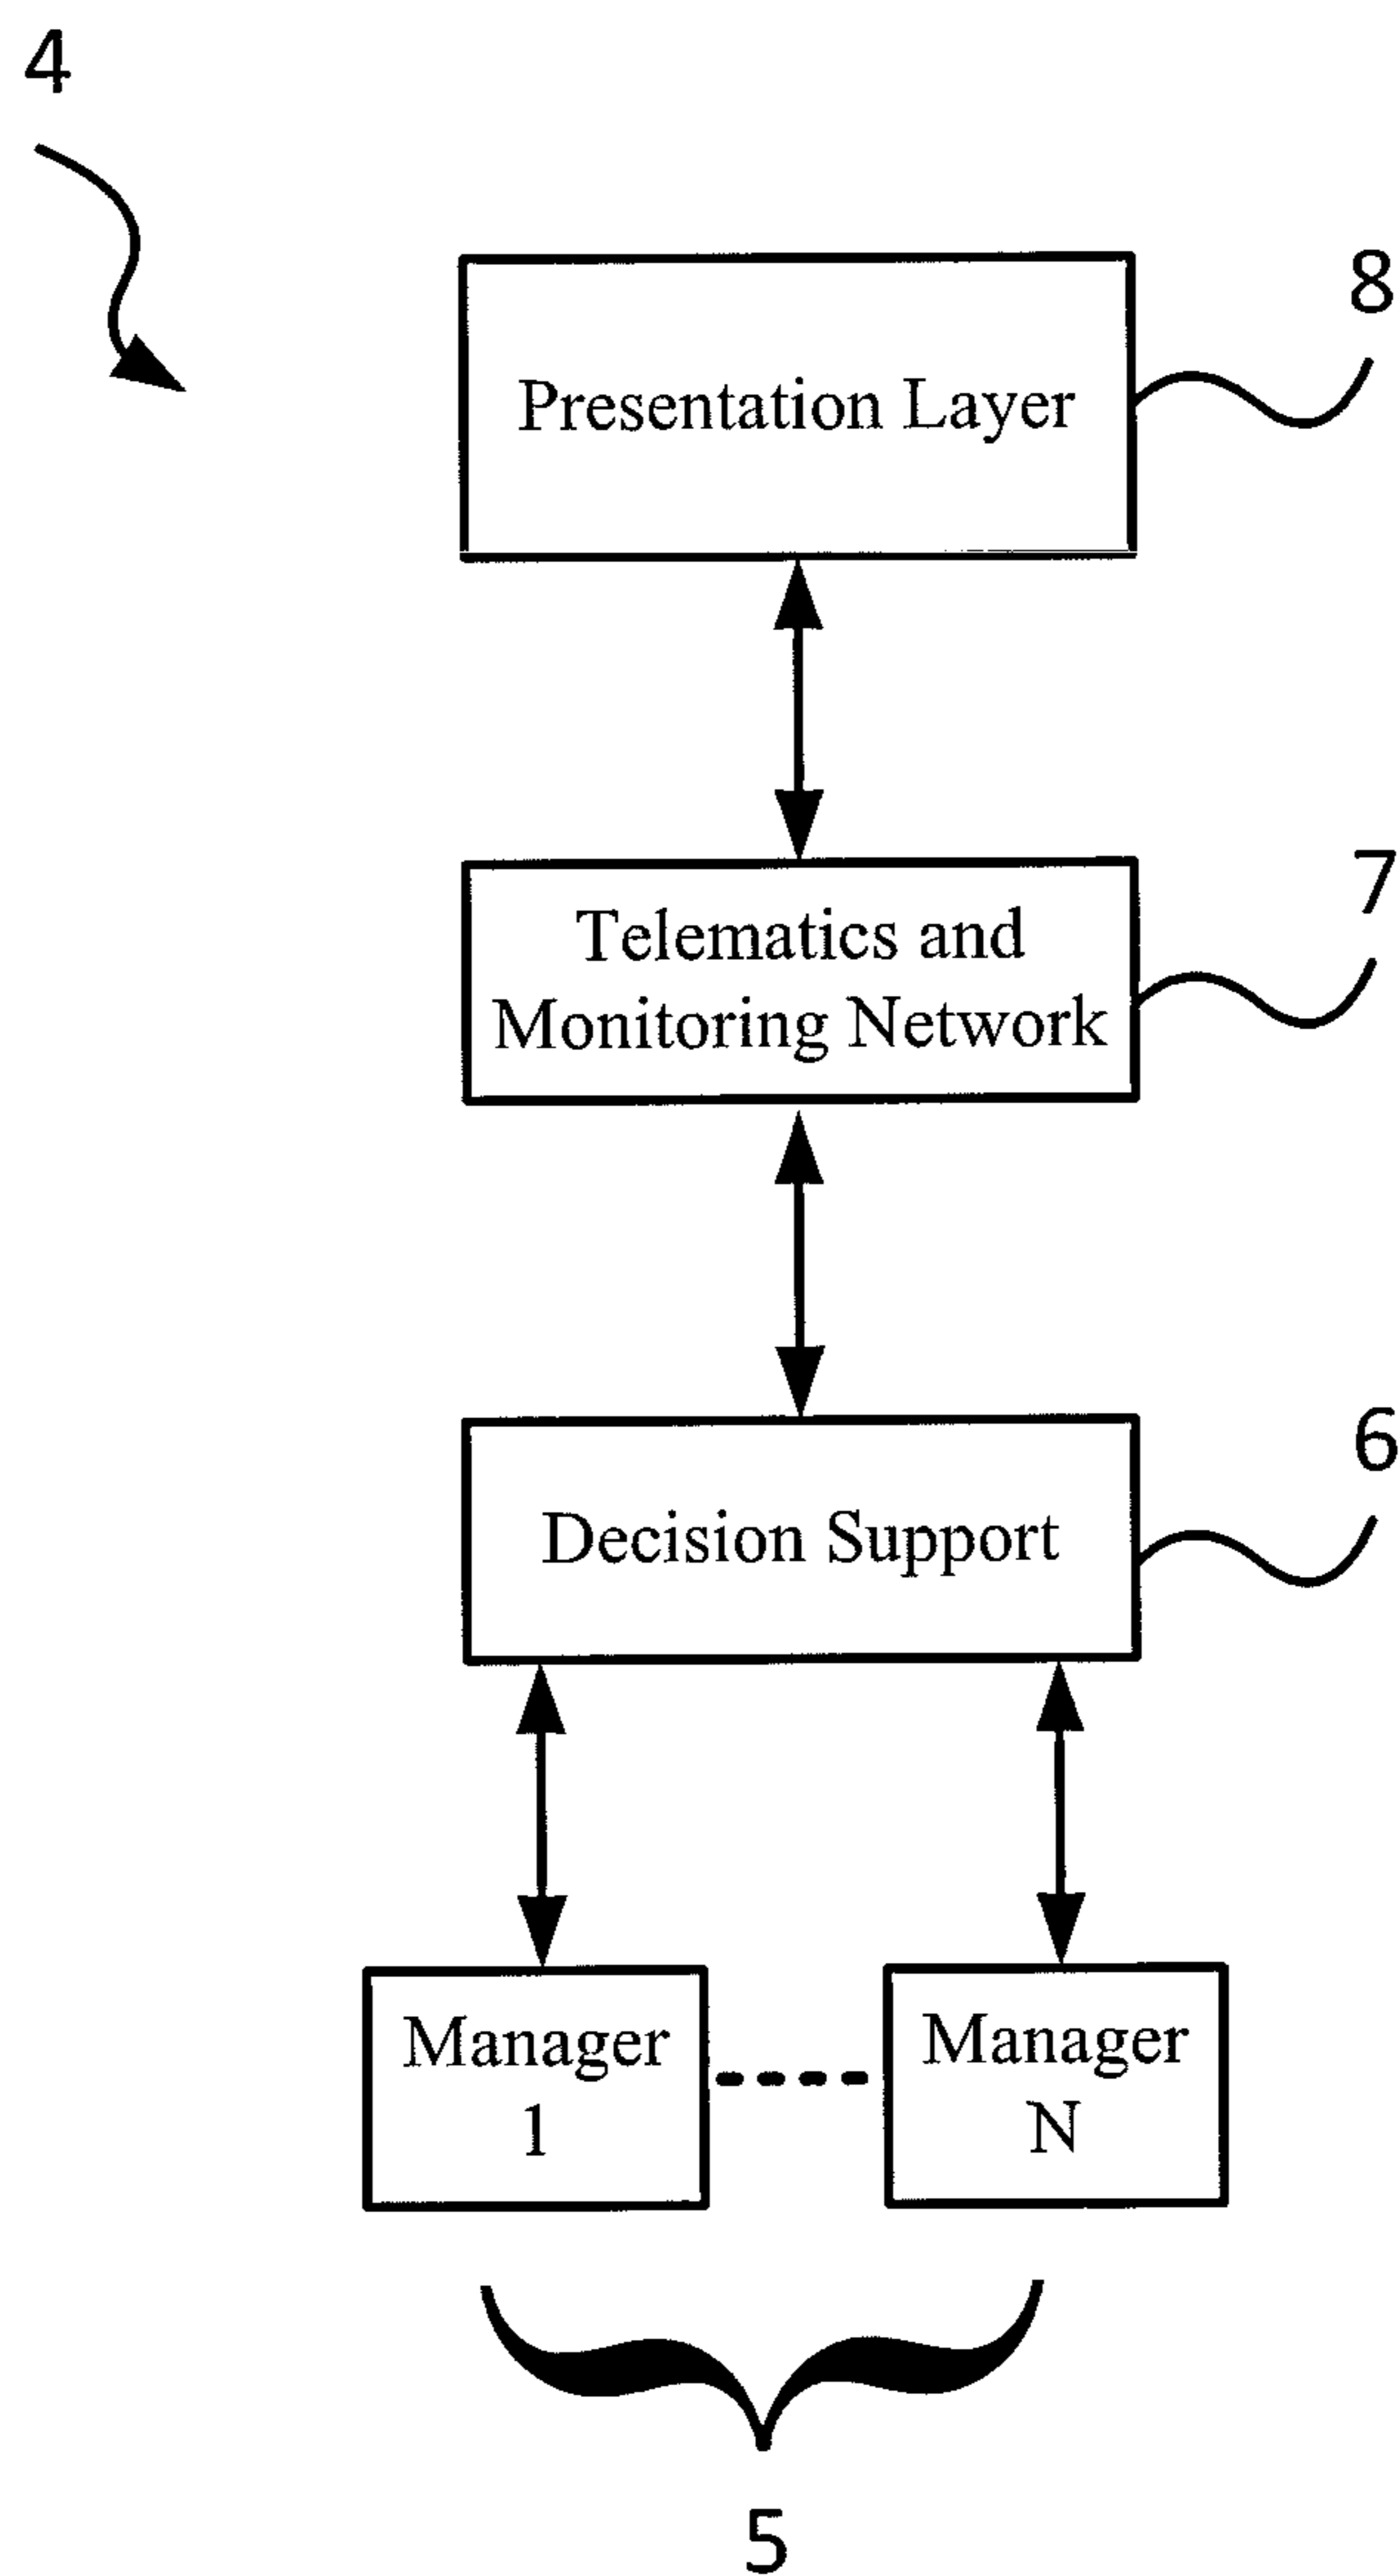 4
8
Presentation Layer
7
Telematics and
Monitoring Network
6
Decision Support
Manager
1
Manager
N
5